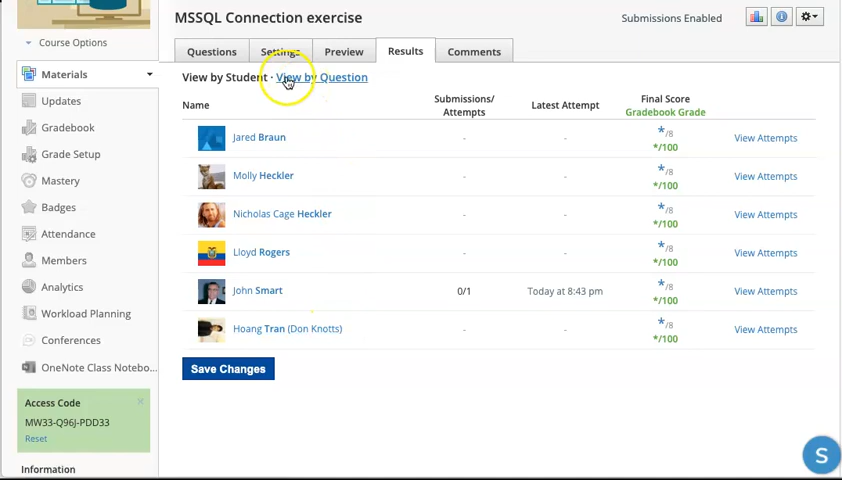 MSSQL Connection exercise
Submissions Enabled
Course Options
Questions
Settings
Preview
Results
Comments
Materials
View by Student · View by Question
Updates
Gradebook
Grade Setup
Mastery
Badges
Attendance
Members
Analytics
Workload Planning
Conferences
OneNote Class Notebo...
Name
Submissions/
Attempts
Latest Attempt
Final Score
Gradebook Grade
Jared Braun - - */8 View Attempts
*/100
Molly Heckler - - */8 View Attempts
*/100
Nicholas Cage Heckler - - */8 View Attempts
*/100
Lloyd Rogers - - */8 View Attempts
*/100
John Smart 0/1 Today at 8:43 pm */8 View Attempts
*/100
Hoang Tran (Don Knotts) - - */8 View Attempts
*/100
Save Changes
Access Code
MW33-Q96J-PDD33
Reset
Information
S